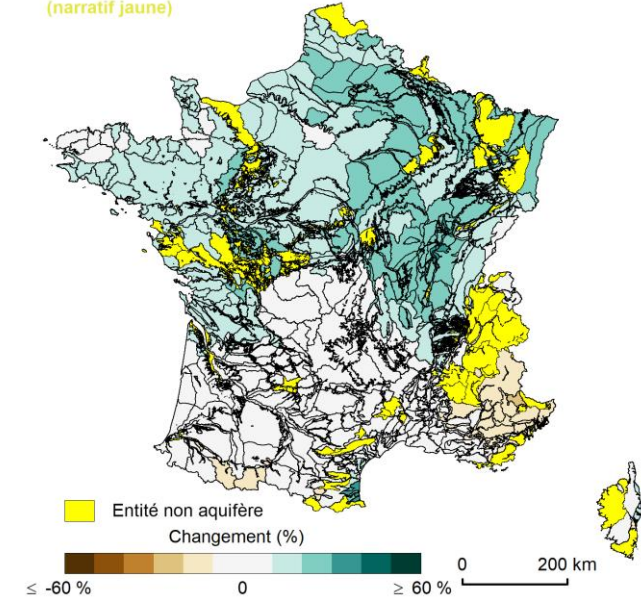 (narratif jaune)
Entité non aquifère
Changement (%)
0 200 km
≤ -60 % 0 ≥ 60 %